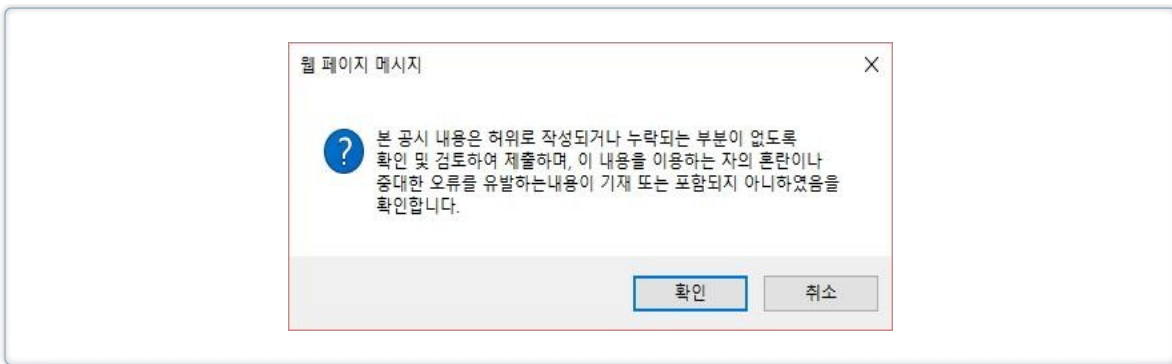 웹 페이지 메시지
본 공시 내용은 허위로 작성되거나 누락되는 부분이 없도록
확인 및 검토하여 제출하며, 이 내용을 이용하는 자의 혼란이나
중대한 오류를 유발하는내용이 기재 또는 포함되지 아니하였음을
확인합니다.
확인
취소